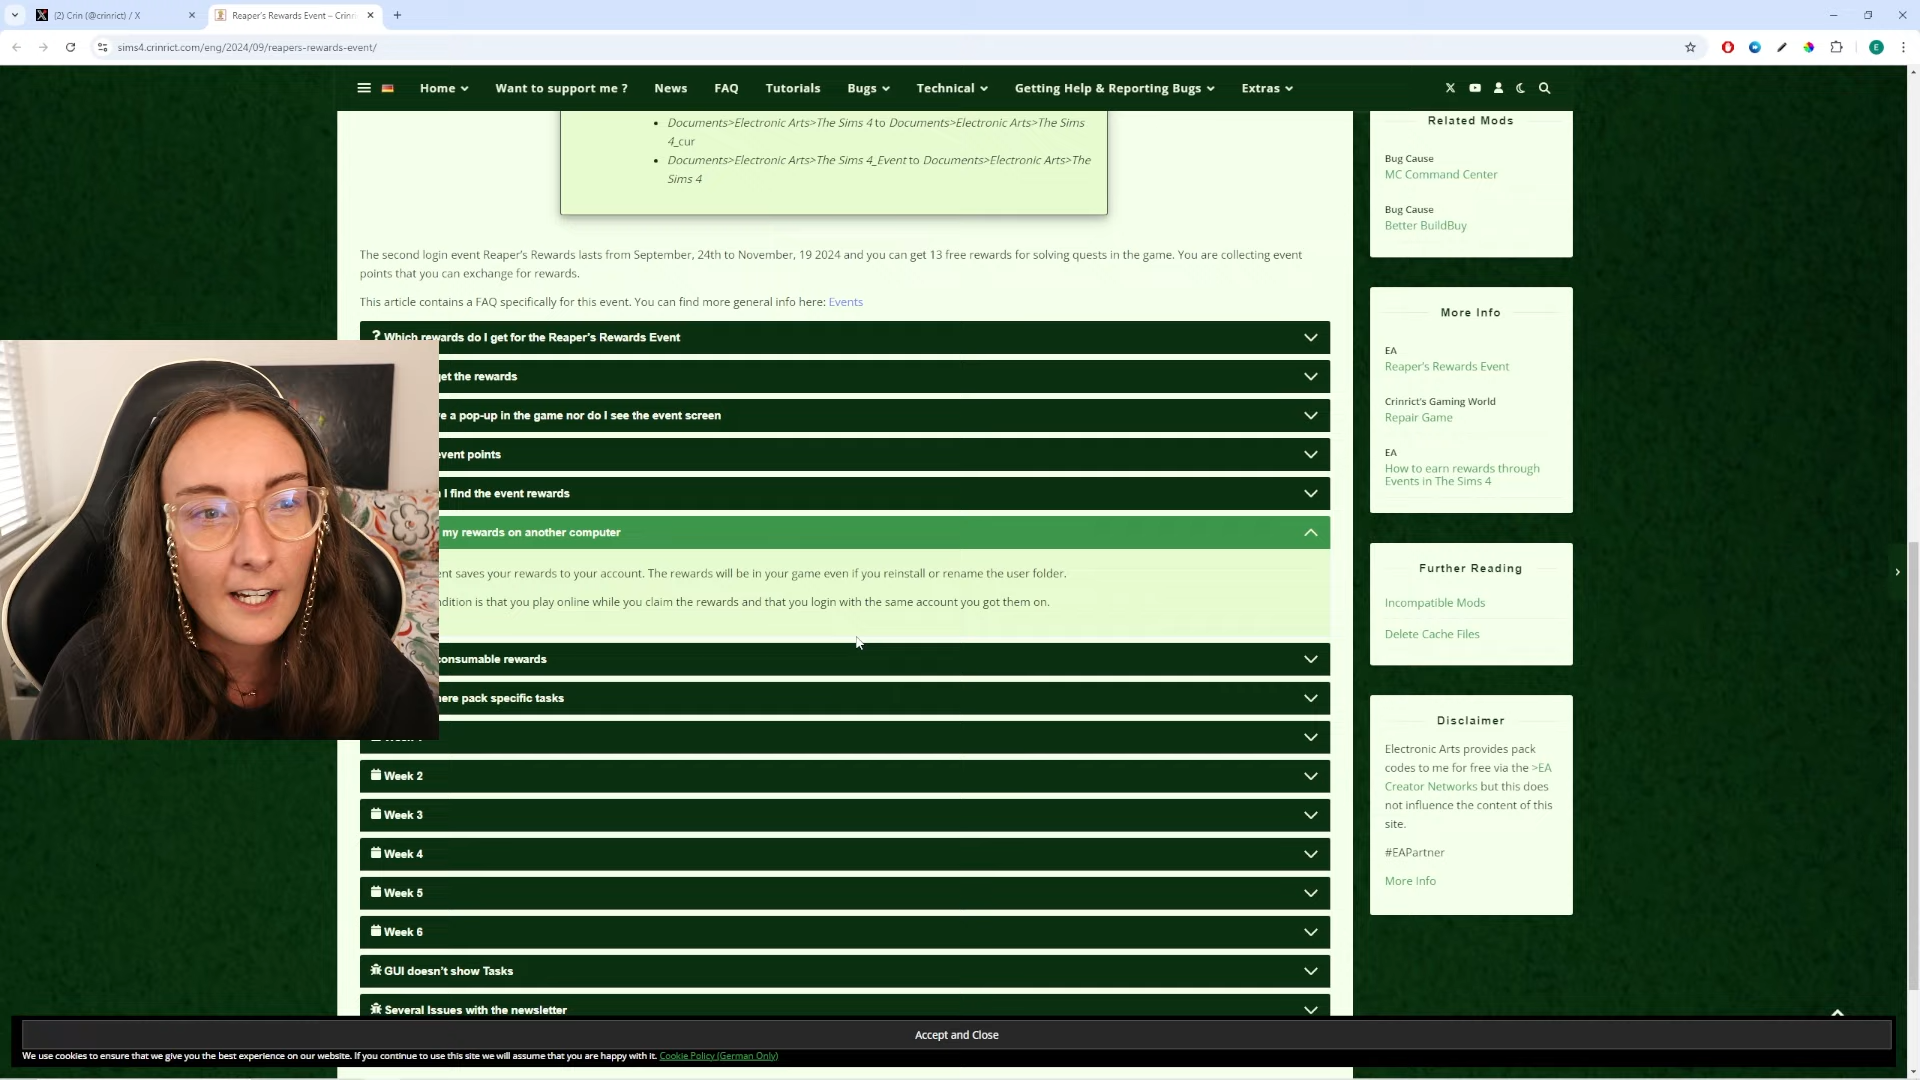 (2) Crin (@crinrict) / X
Reaper's Rewards Event – Crinri
sims4.crinrict.com/eng/2024/09/reapers-rewards-event/
E
Home
Want to support me ?
News
FAQ
Tutorials
Bugs
Technical
Getting Help & Reporting Bugs
Extras
Documents>Electronic Arts>The Sims 4 to Documents>Electronic Arts>The Sims
4_cur
Documents>Electronic Arts>The Sims 4_Event to Documents>Electronic Arts>The
Sims 4
The second login event Reaper's Rewards lasts from September, 24th to November, 19 2024 and you can get 13 free rewards for solving quests in the game. You are collecting event
points that you can exchange for rewards.
This article contains a FAQ specifically for this event. You can find more general info here: Events
? Which rewards do I get for the Reaper's Rewards Event
get the rewards
a pop-up in the game nor do I see the event screen
event points
I find the event rewards
my rewards on another computer
saves your rewards to your account. The rewards will be in your game even if you reinstall or rename the user folder.
is that you play online while you claim the rewards and that you login with the same account you got them on.
consumable rewards
pack specific tasks
Week 2
Week 3
Week 4
Week 5
Week 6
GUI doesn't show Tasks
Several Issues with the newsletter
Related Mods
Bug Cause
MC Command Center
Bug Cause
Better BuildBuy
More Info
EA
Reaper's Rewards Event
Crinrict's Gaming World
Repair Game
EA
How to earn rewards through
Events in The Sims 4
Further Reading
Incompatible Mods
Delete Cache Files
Disclaimer
Electronic Arts provides pack
codes to me for free via the >EA
Creator Networks but this does
not influence the content of this
site.
#EAPartner
More Info
Accept and Close
We use cookies to ensure that we give you the best experience on our website. If you continue to use this site we will assume that you are happy with it. Cookie Policy (German Only)